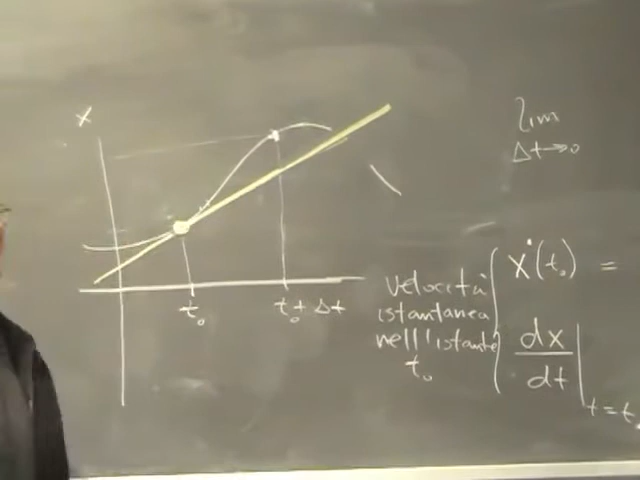 x
lim
Δt→0
t₀
t₀+Δt
velocità
istantanea
nell'istante
t₀
ẋ(t₀) =
dx
dt
t=t₀